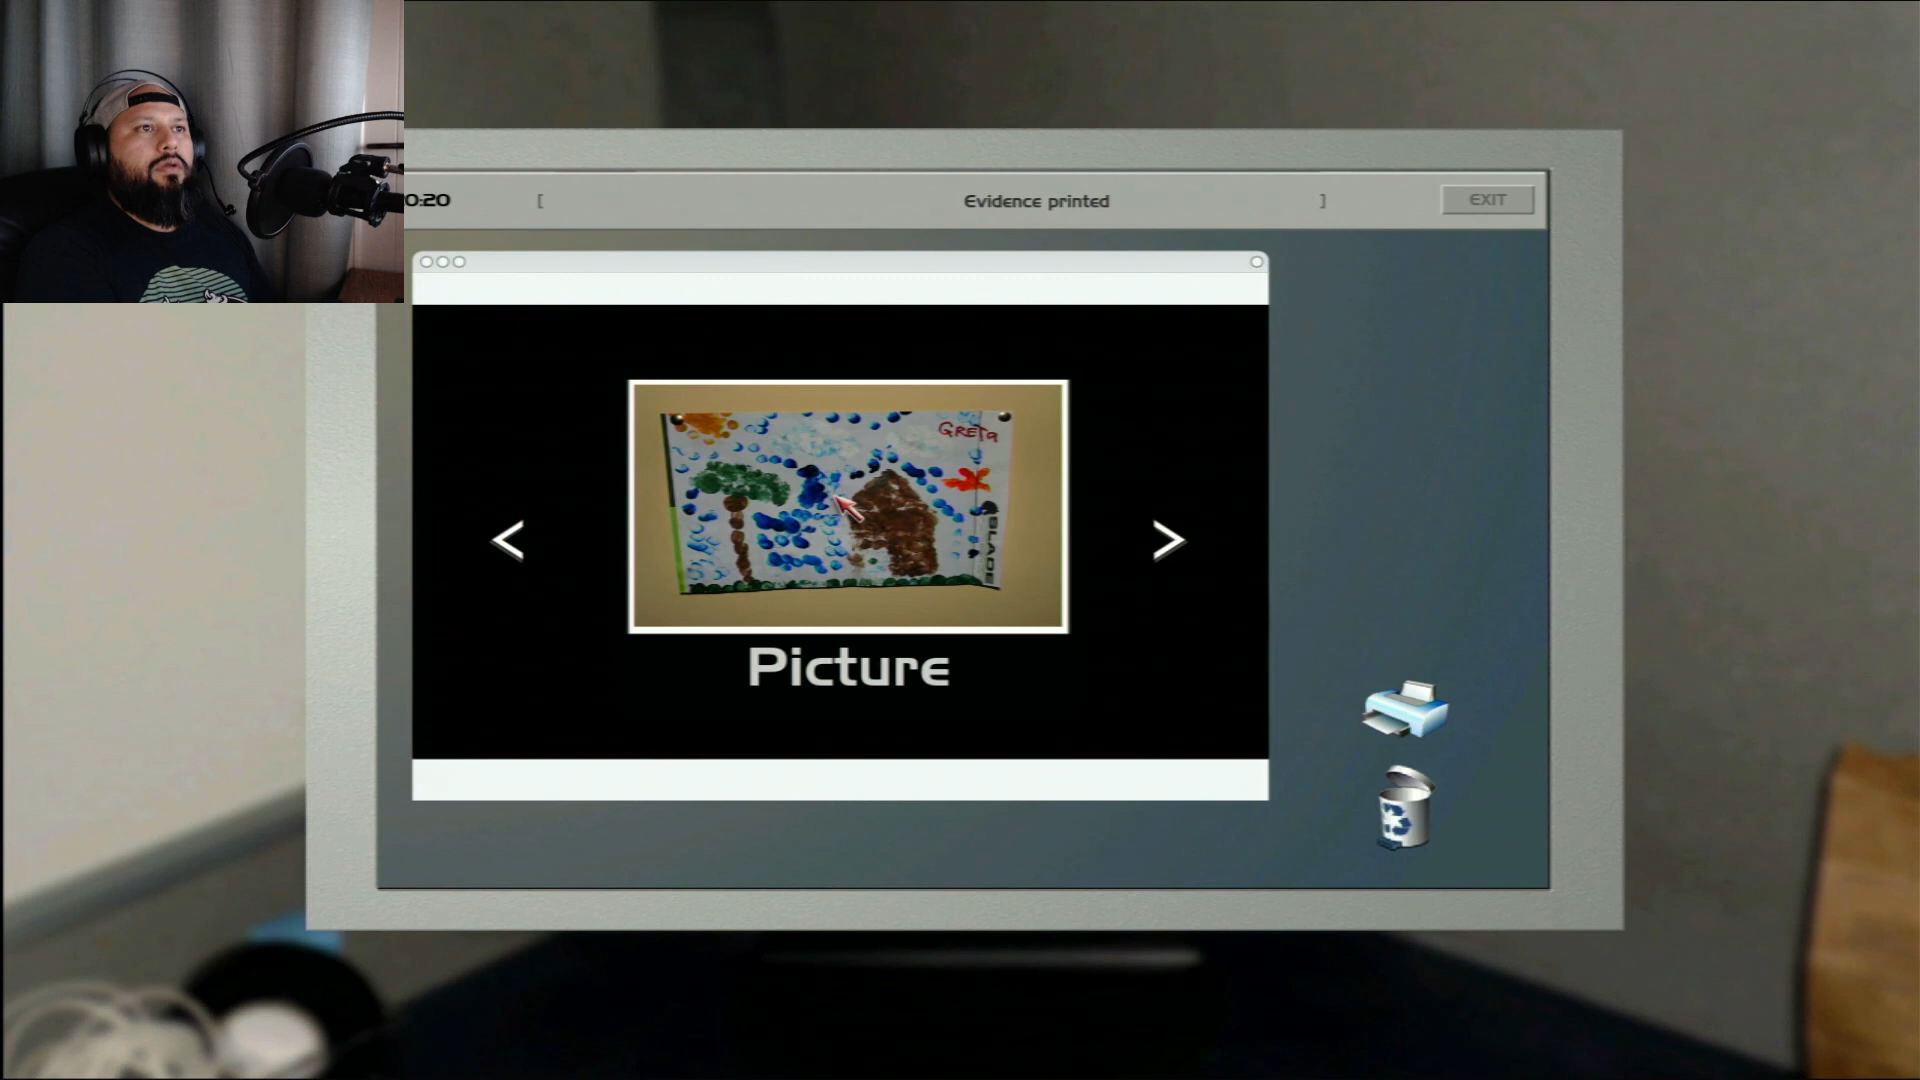 0:20
[ Evidence printed ]
EXIT
GRETa
BLADE
Picture